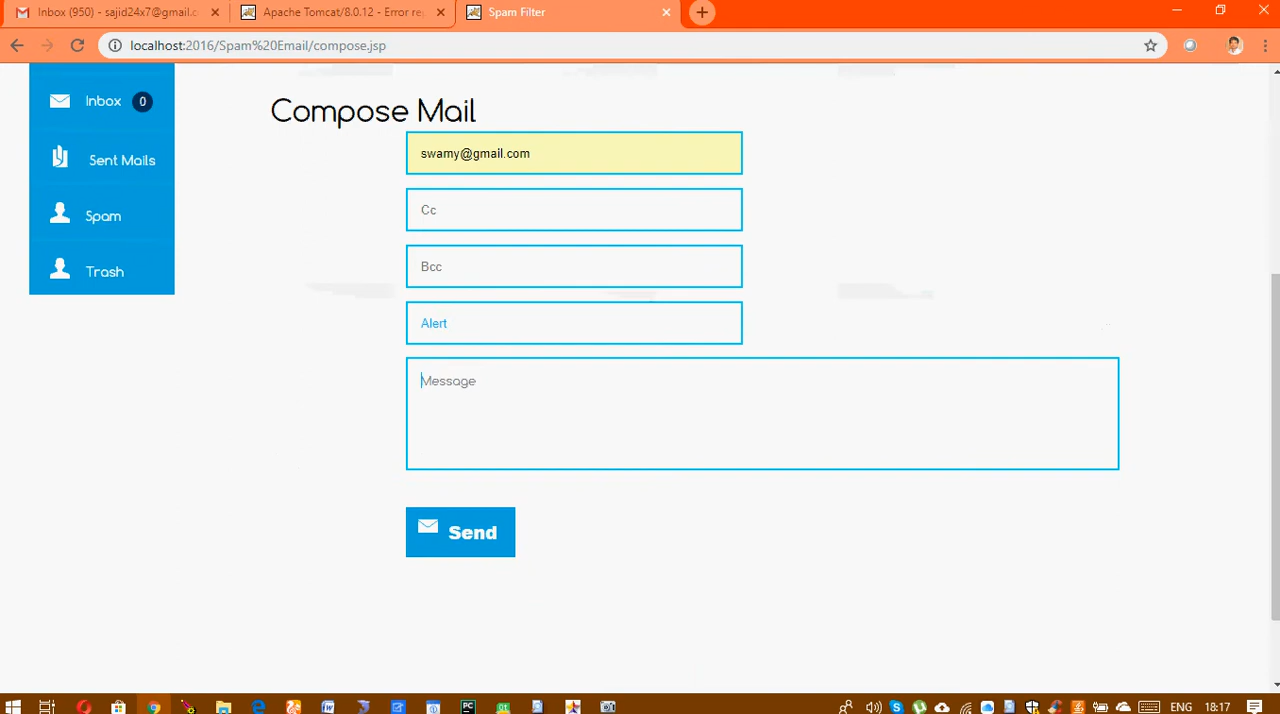 Inbox (950) - sajid24x7@gmail.c
Apache Tomcat/8.0.12 - Error rep
Spam Filter
localhost:2016/Spam%20Email/compose.jsp
Inbox 0
Sent Mails
Spam
Trash
Compose Mail
swamy@gmail.com
Cc
Bcc
Alert
Message
Send
ENG 18:17